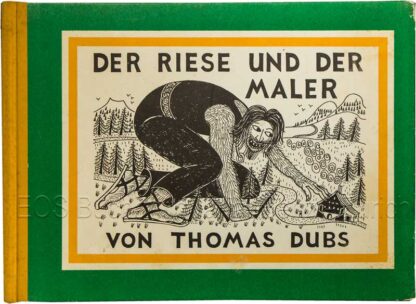 DER RIESE UND DER
MALER
VON THOMAS DUBS